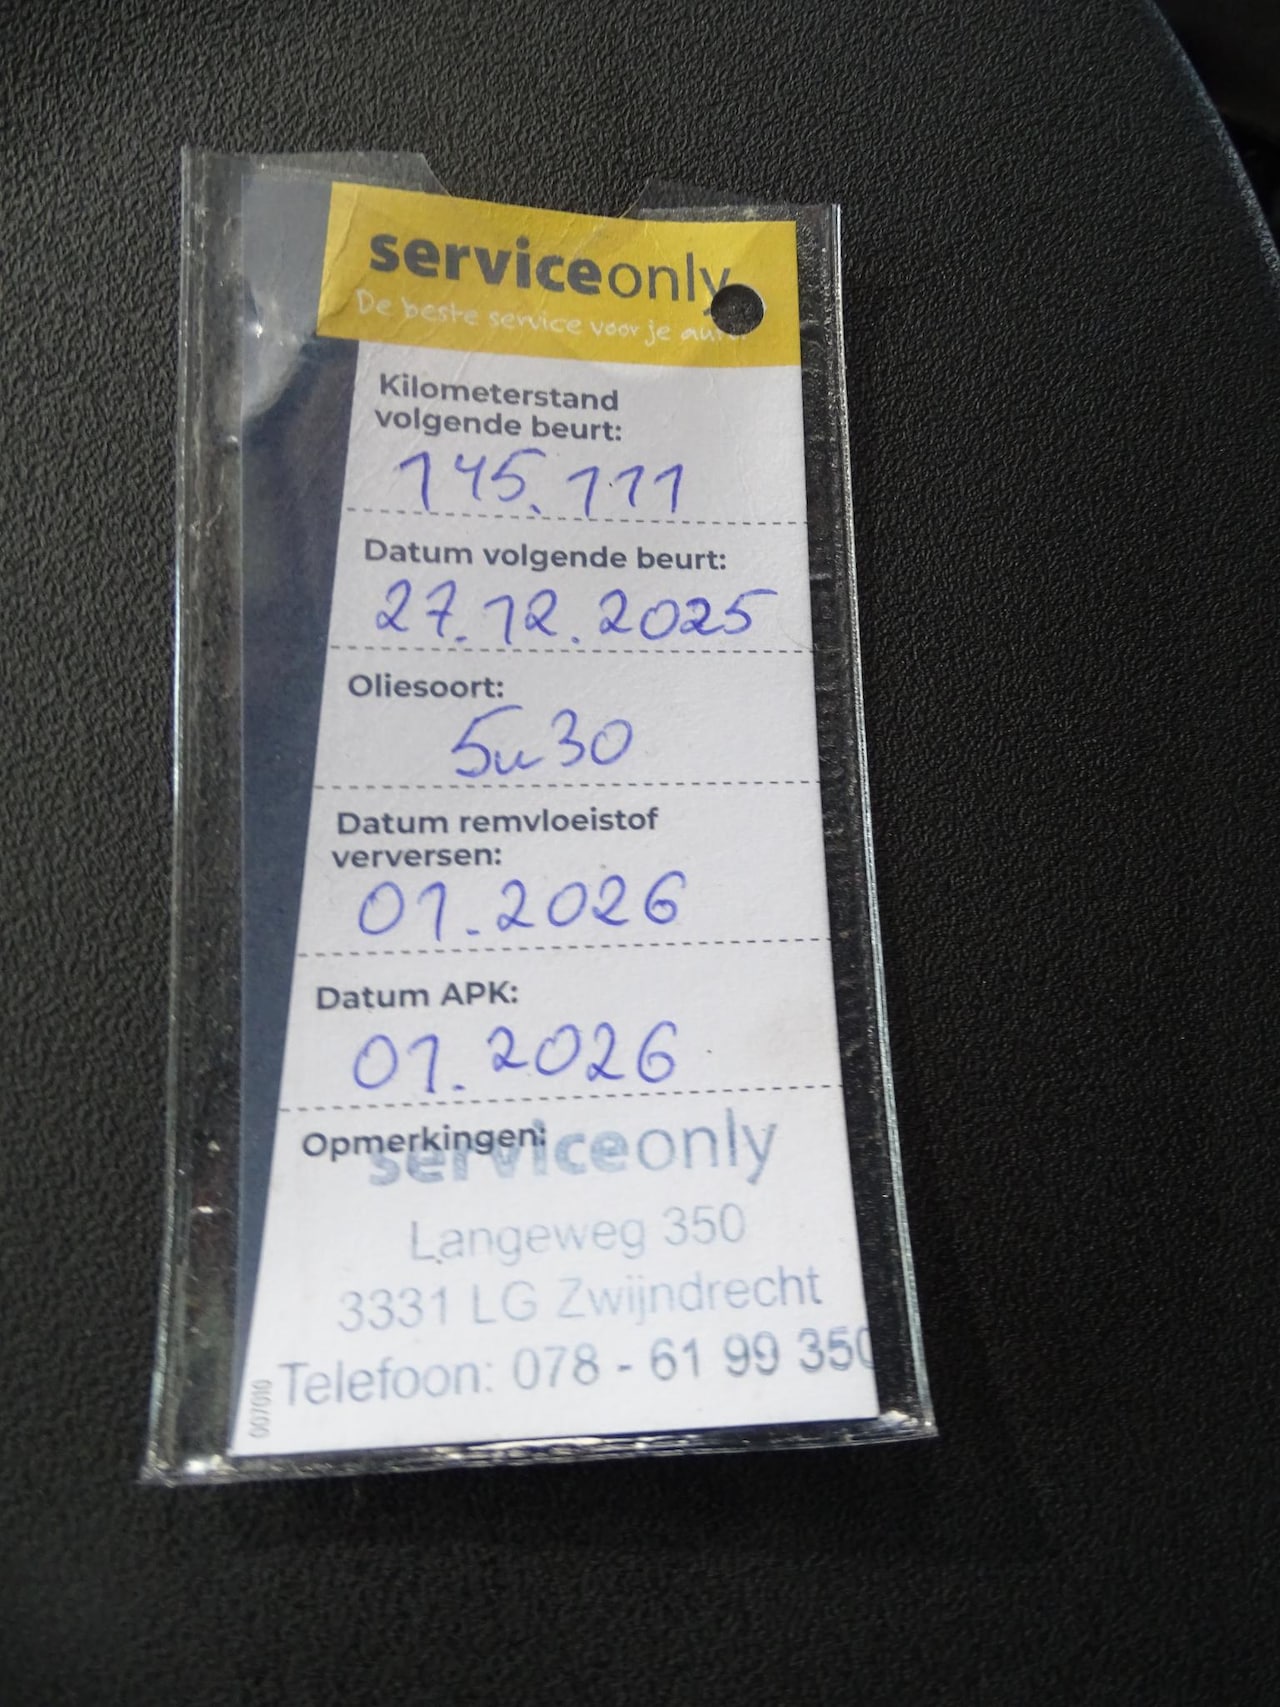 serviceonly
De beste service voor je auto.
Kilometerstand
volgende beurt:
145.111
Datum volgende beurt:
27.12.2025
Oliesoort:
5w30
Datum remvloeistof
verversen:
01.2026
Datum APK:
01.2026
Opmerkingen:
serviceonly
Langeweg 350
3331 LG Zwijndrecht
Telefoon: 078 - 61 99 350
007010